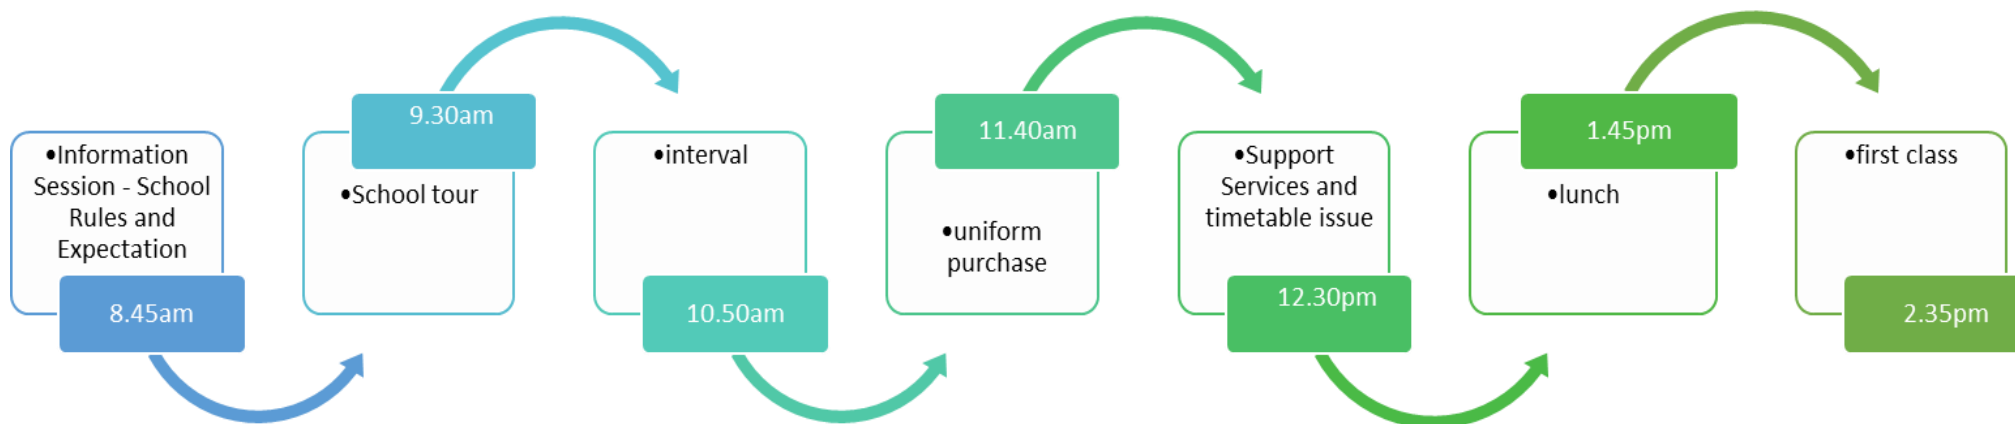 •Information
Session - School
Rules and
Expectation
8.45am
9.30am
•School tour
•interval
10.50am
11.40am
•uniform
purchase
•Support
Services and
timetable issue
12.30pm
1.45pm
•lunch
•first class
2.35pm